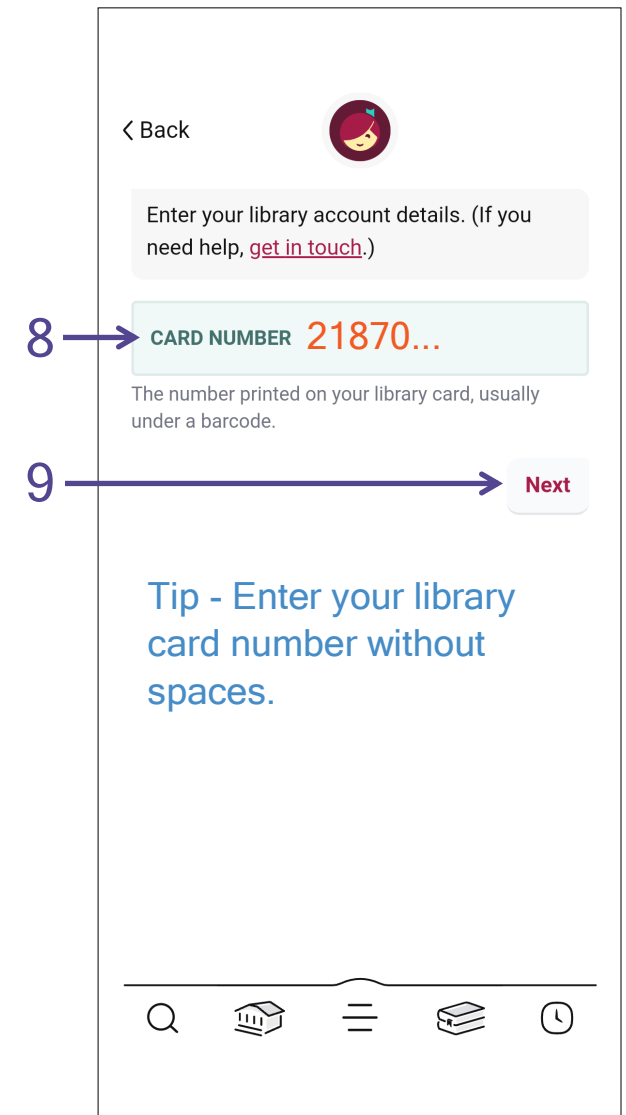 Back
Enter your library account details. (If you
need help, get in touch.)
8
CARD NUMBER 21870...
The number printed on your library card, usually
under a barcode.
9
Next
Tip - Enter your library
card number without
spaces.